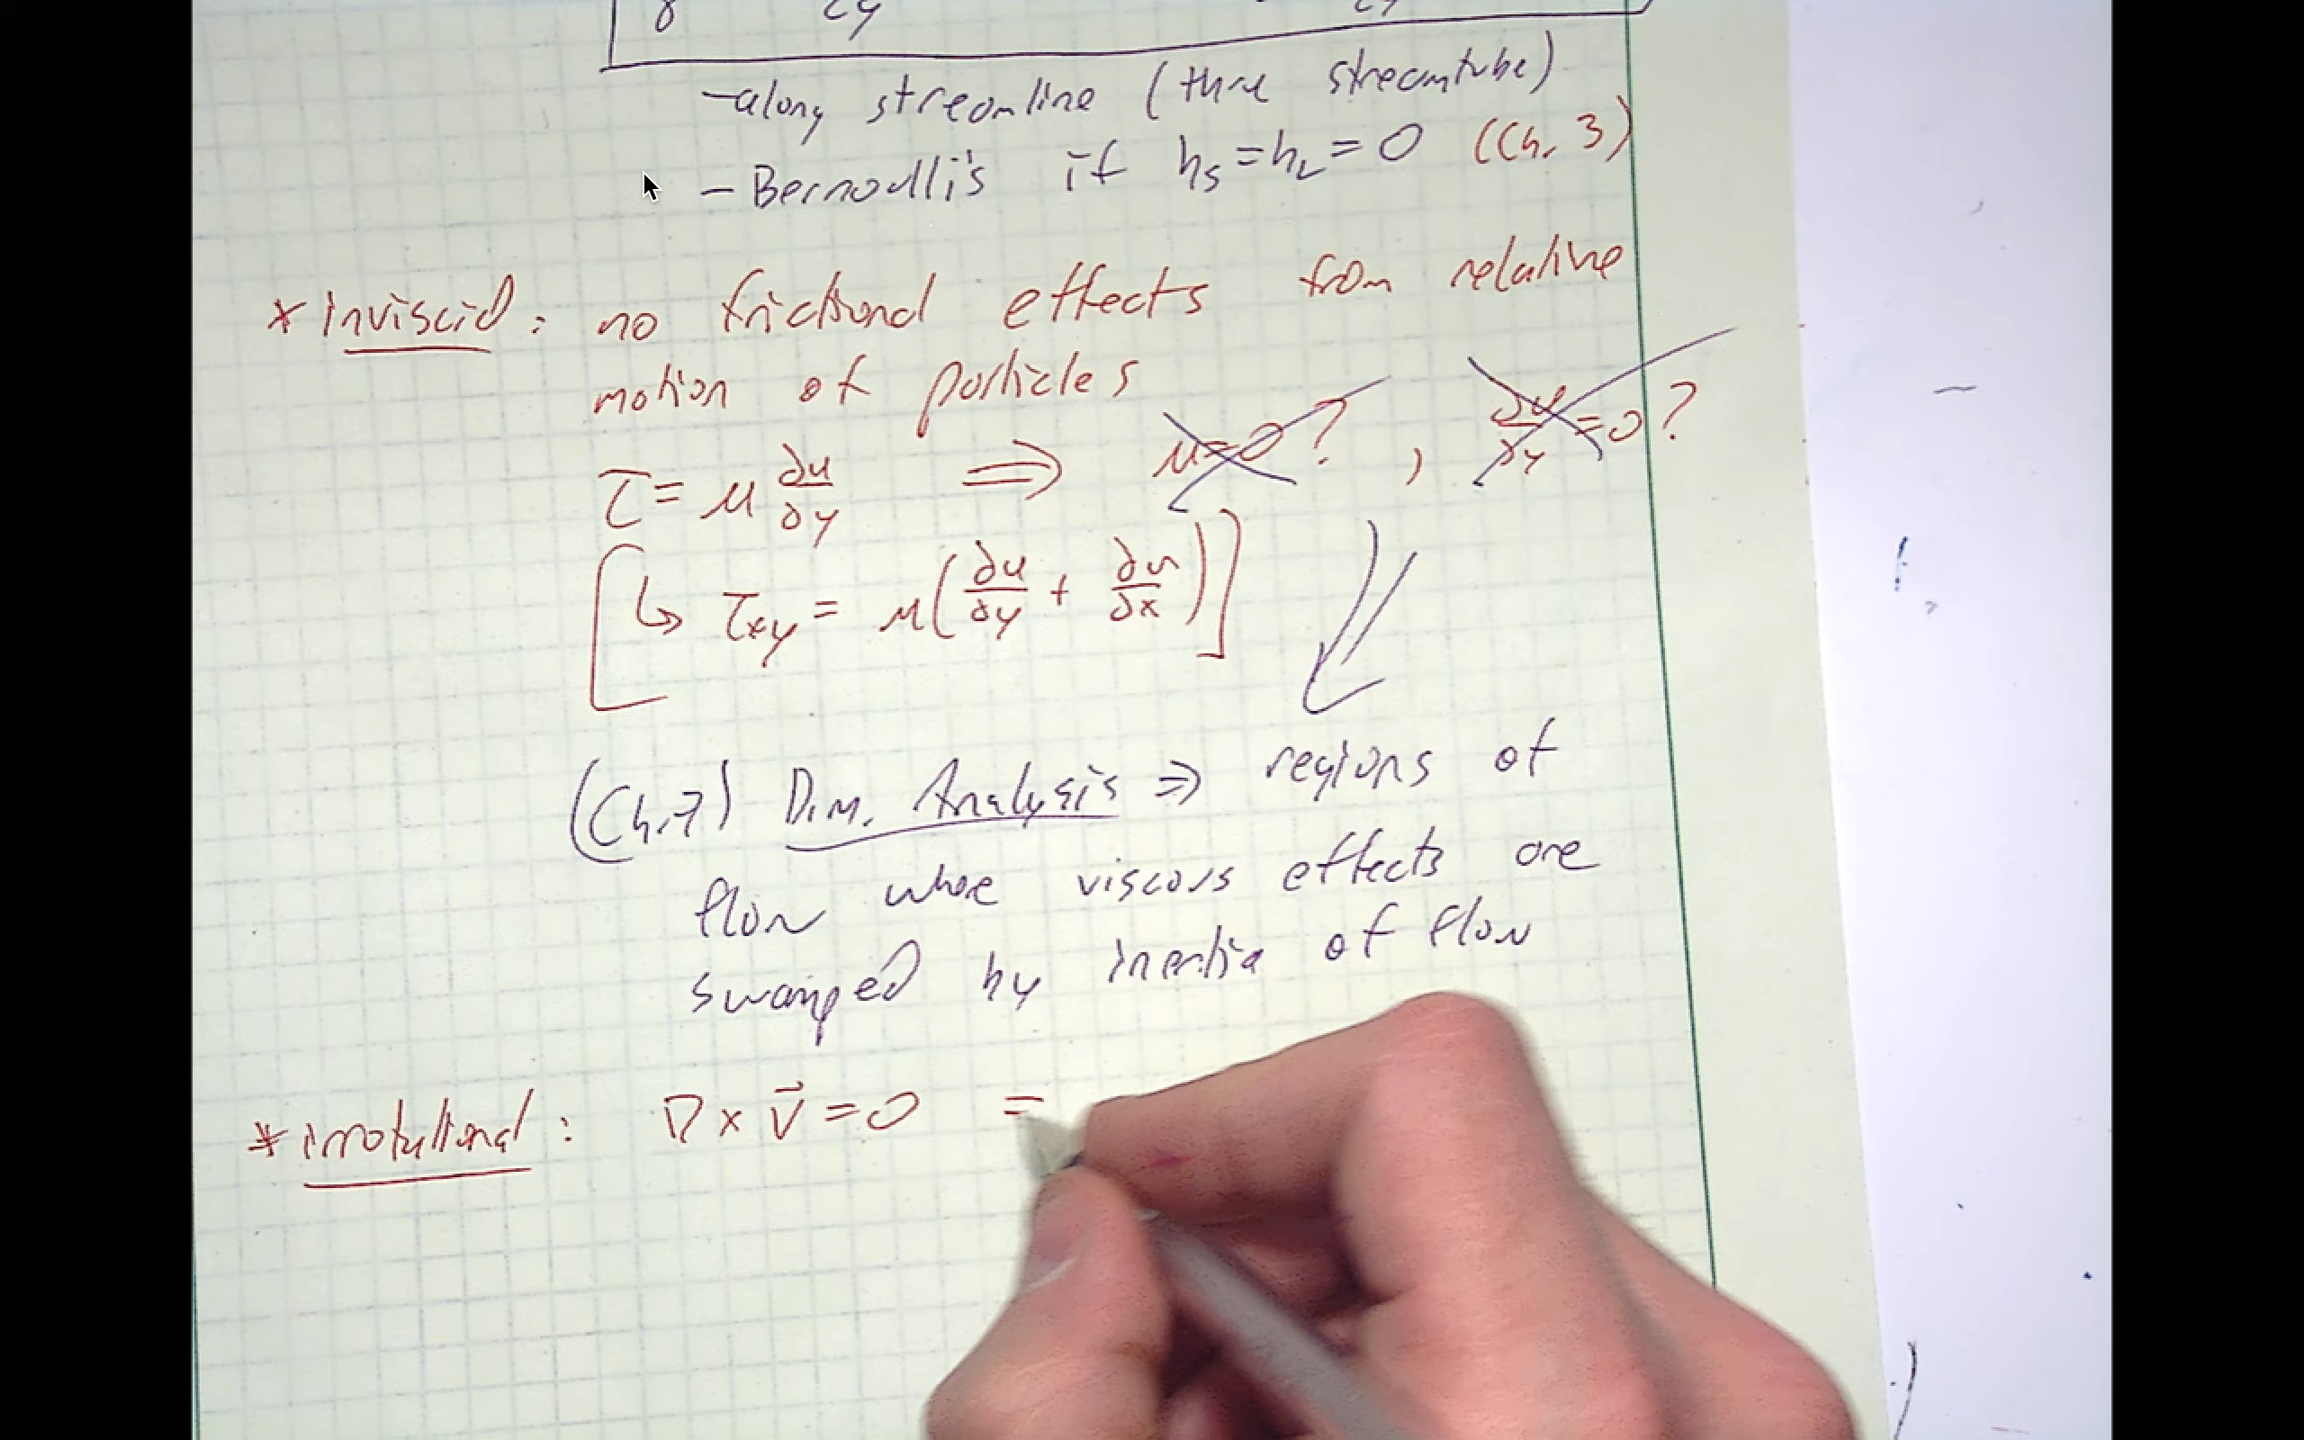 γ 2g 2g
-along streamline (thru streamtube)
-Bernoulli's if hs=hL=0 (Ch. 3)
* inviscid: no frictional effects from relative
motion of particles
τ = μ ∂u/∂y ⟹ μ=0? , ∂u/∂y=0?
[↳ τxy = μ(∂u/∂y + ∂v/∂x)]
(Ch.7) Dim. Analysis ⇒ regions of
flow where viscous effects are
swamped by inertia of flow
* irrotational: ∇ × V⃗ = 0 =